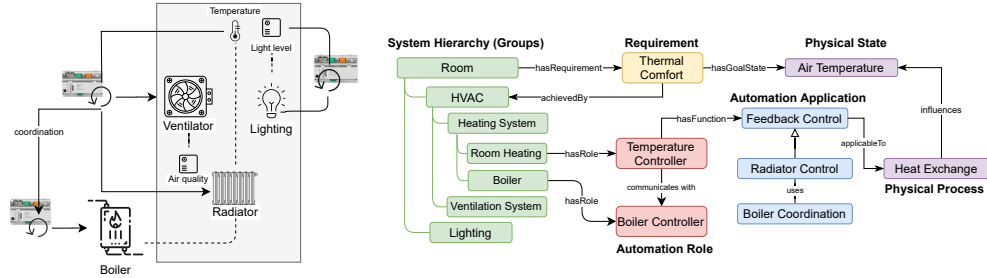 Temperature
Light level
coordination
Ventilator
Lighting
Air quality
Radiator
Boiler
System Hierarchy (Groups)
Requirement
Physical State
Room
hasRequirement
Thermal
Comfort
hasGoalState
Air Temperature
HVAC
achievedBy
Automation Application
Heating System
hasFunction
Feedback Control
influences
Room Heating
hasRole
Temperature
Controller
applicableTo
Boiler
communicates with
Radiator Control
Heat Exchange
uses
Physical Process
Ventilation System
hasRole
Boiler Controller
Boiler Coordination
Lighting
Automation Role